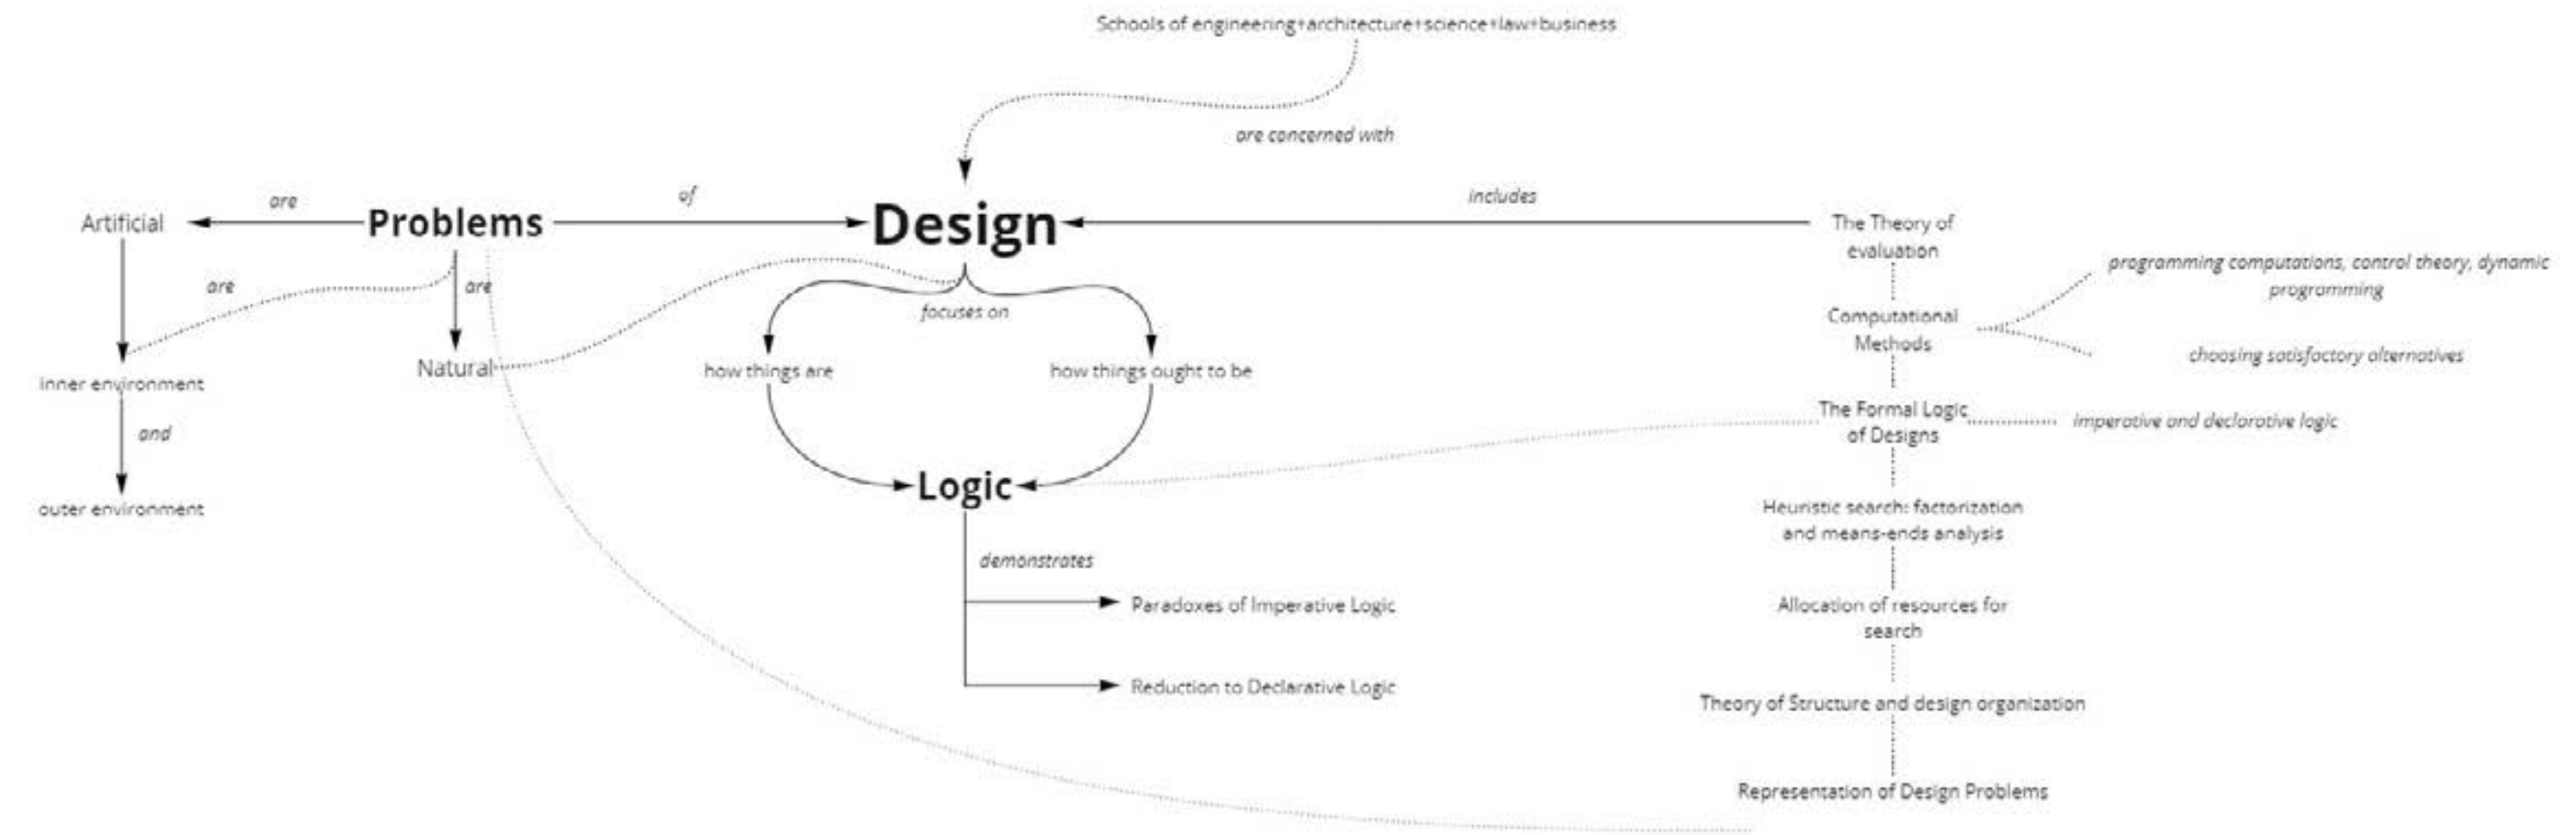 Schools of engineering+architecture+science+law+business
are concerned with
are
of
includes
Artificial
Problems
Design
The Theory of
evaluation
are
are
focuses on
programming computations, control theory, dynamic
programming
Computational
Methods
choosing satisfactory alternatives
inner environment
Natural
how things are
how things ought to be
The Formal Logic
of Designs
imperative and declarative logic
and
outer environment
Logic
Heuristic search: factorization
and means-ends analysis
demonstrates
Paradoxes of Imperative Logic
Allocation of resources for
search
Reduction to Declarative Logic
Theory of Structure and design organization
Representation of Design Problems